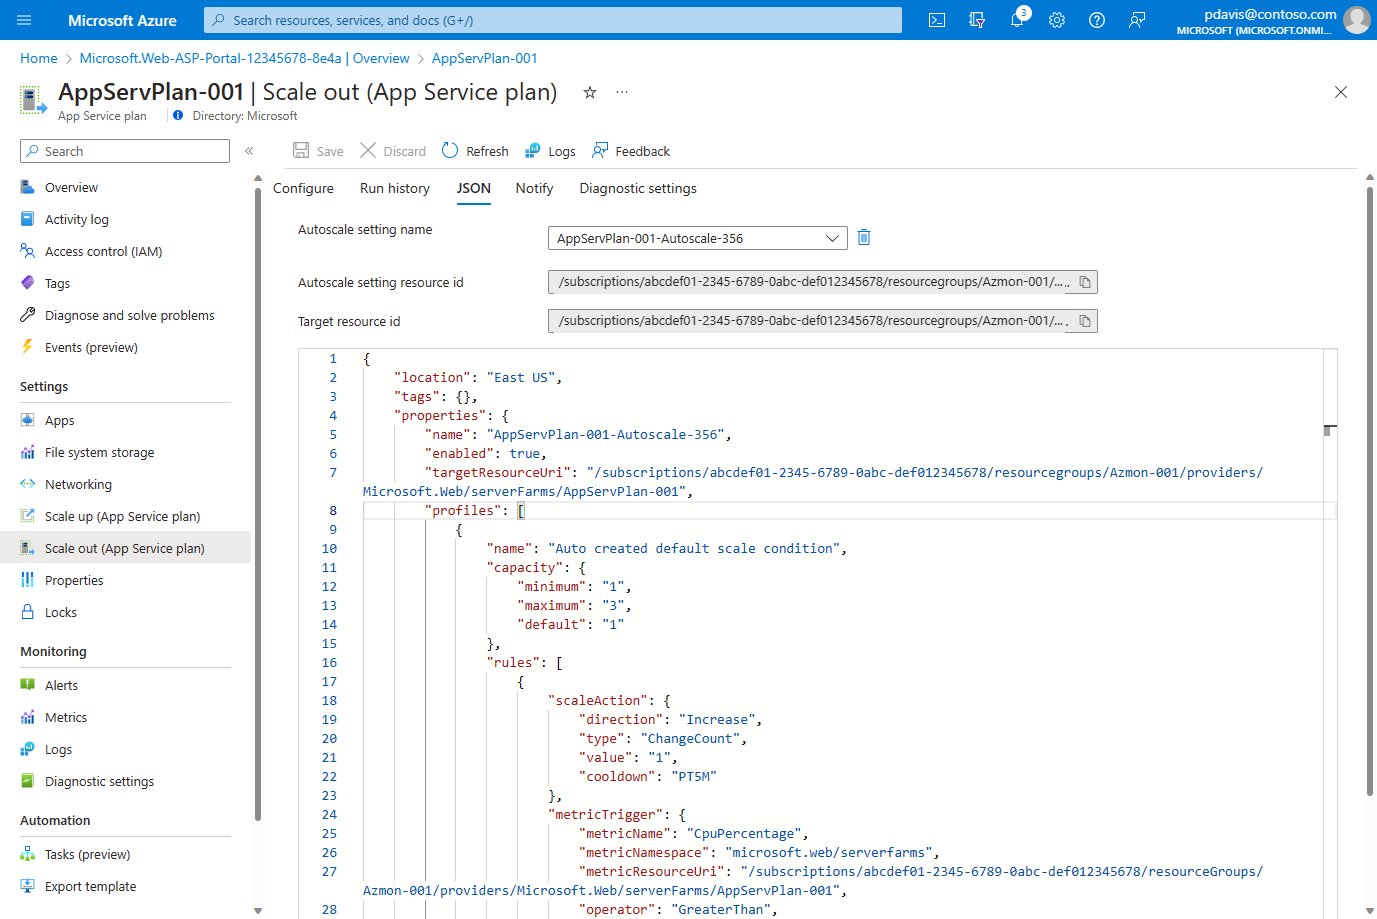 Microsoft Azure
Search resources, services, and docs (G+/)
3
pdavis@contoso.com
MICROSOFT (MICROSOFT.ONMI...
Home > Microsoft.Web-ASP-Portal-12345678-8e4a | Overview > AppServPlan-001
AppServPlan-001 | Scale out (App Service plan)
App Service plan
Directory: Microsoft
Search
Save
Discard
Refresh
Logs
Feedback
Overview
Activity log
Access control (IAM)
Tags
Diagnose and solve problems
Events (preview)
Settings
Apps
File system storage
Networking
Scale up (App Service plan)
Scale out (App Service plan)
Properties
Locks
Monitoring
Alerts
Metrics
Logs
Diagnostic settings
Automation
Tasks (preview)
Export template
Configure
Run history
JSON
Notify
Diagnostic settings
Autoscale setting name
AppServPlan-001-Autoscale-356
Autoscale setting resource id
/subscriptions/abcdef01-2345-6789-0abc-def012345678/resourcegroups/Azmon-001/... ..
Target resource id
/subscriptions/abcdef01-2345-6789-0abc-def012345678/resourcegroups/Azmon-001/... .
1 {
2 "location": "East US",
3 "tags": {},
4 "properties": {
5 "name": "AppServPlan-001-Autoscale-356",
6 "enabled": true,
7 "targetResourceUri": "/subscriptions/abcdef01-2345-6789-0abc-def012345678/resourcegroups/Azmon-001/providers/
Microsoft.Web/serverFarms/AppServPlan-001",
8 "profiles": [
9 {
10 "name": "Auto created default scale condition",
11 "capacity": {
12 "minimum": "1",
13 "maximum": "3",
14 "default": "1"
15 },
16 "rules": [
17 {
18 "scaleAction": {
19 "direction": "Increase",
20 "type": "ChangeCount",
21 "value": "1",
22 "cooldown": "PT5M"
23 },
24 "metricTrigger": {
25 "metricName": "CpuPercentage",
26 "metricNamespace": "microsoft.web/serverfarms",
27 "metricResourceUri": "/subscriptions/abcdef01-2345-6789-0abc-def012345678/resourceGroups/
Azmon-001/providers/Microsoft.Web/serverFarms/AppServPlan-001",
28 "operator": "GreaterThan",